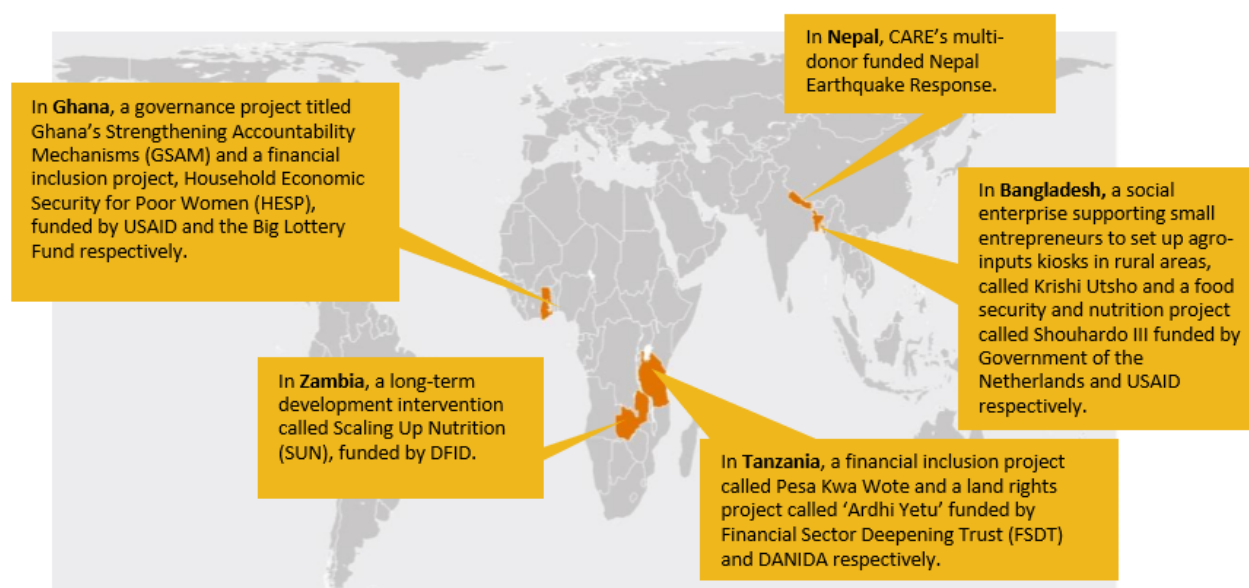 In Nepal, CARE's multi-
donor funded Nepal
Earthquake Response.
In Ghana, a governance project titled
Ghana's Strengthening Accountability
Mechanisms (GSAM) and a financial
inclusion project, Household Economic
Security for Poor Women (HESP),
funded by USAID and the Big Lottery
Fund respectively.
In Bangladesh, a social
enterprise supporting small
entrepreneurs to set up agro-
inputs kiosks in rural areas,
called Krishi Utsho and a food
security and nutrition project
called Shouhardo III funded by
Government of the
Netherlands and USAID
respectively.
In Zambia, a long-term
development intervention
called Scaling Up Nutrition
(SUN), funded by DFID.
In Tanzania, a financial inclusion project
called Pesa Kwa Wote and a land rights
project called ‘Ardhi Yetu’ funded by
Financial Sector Deepening Trust (FSDT)
and DANIDA respectively.